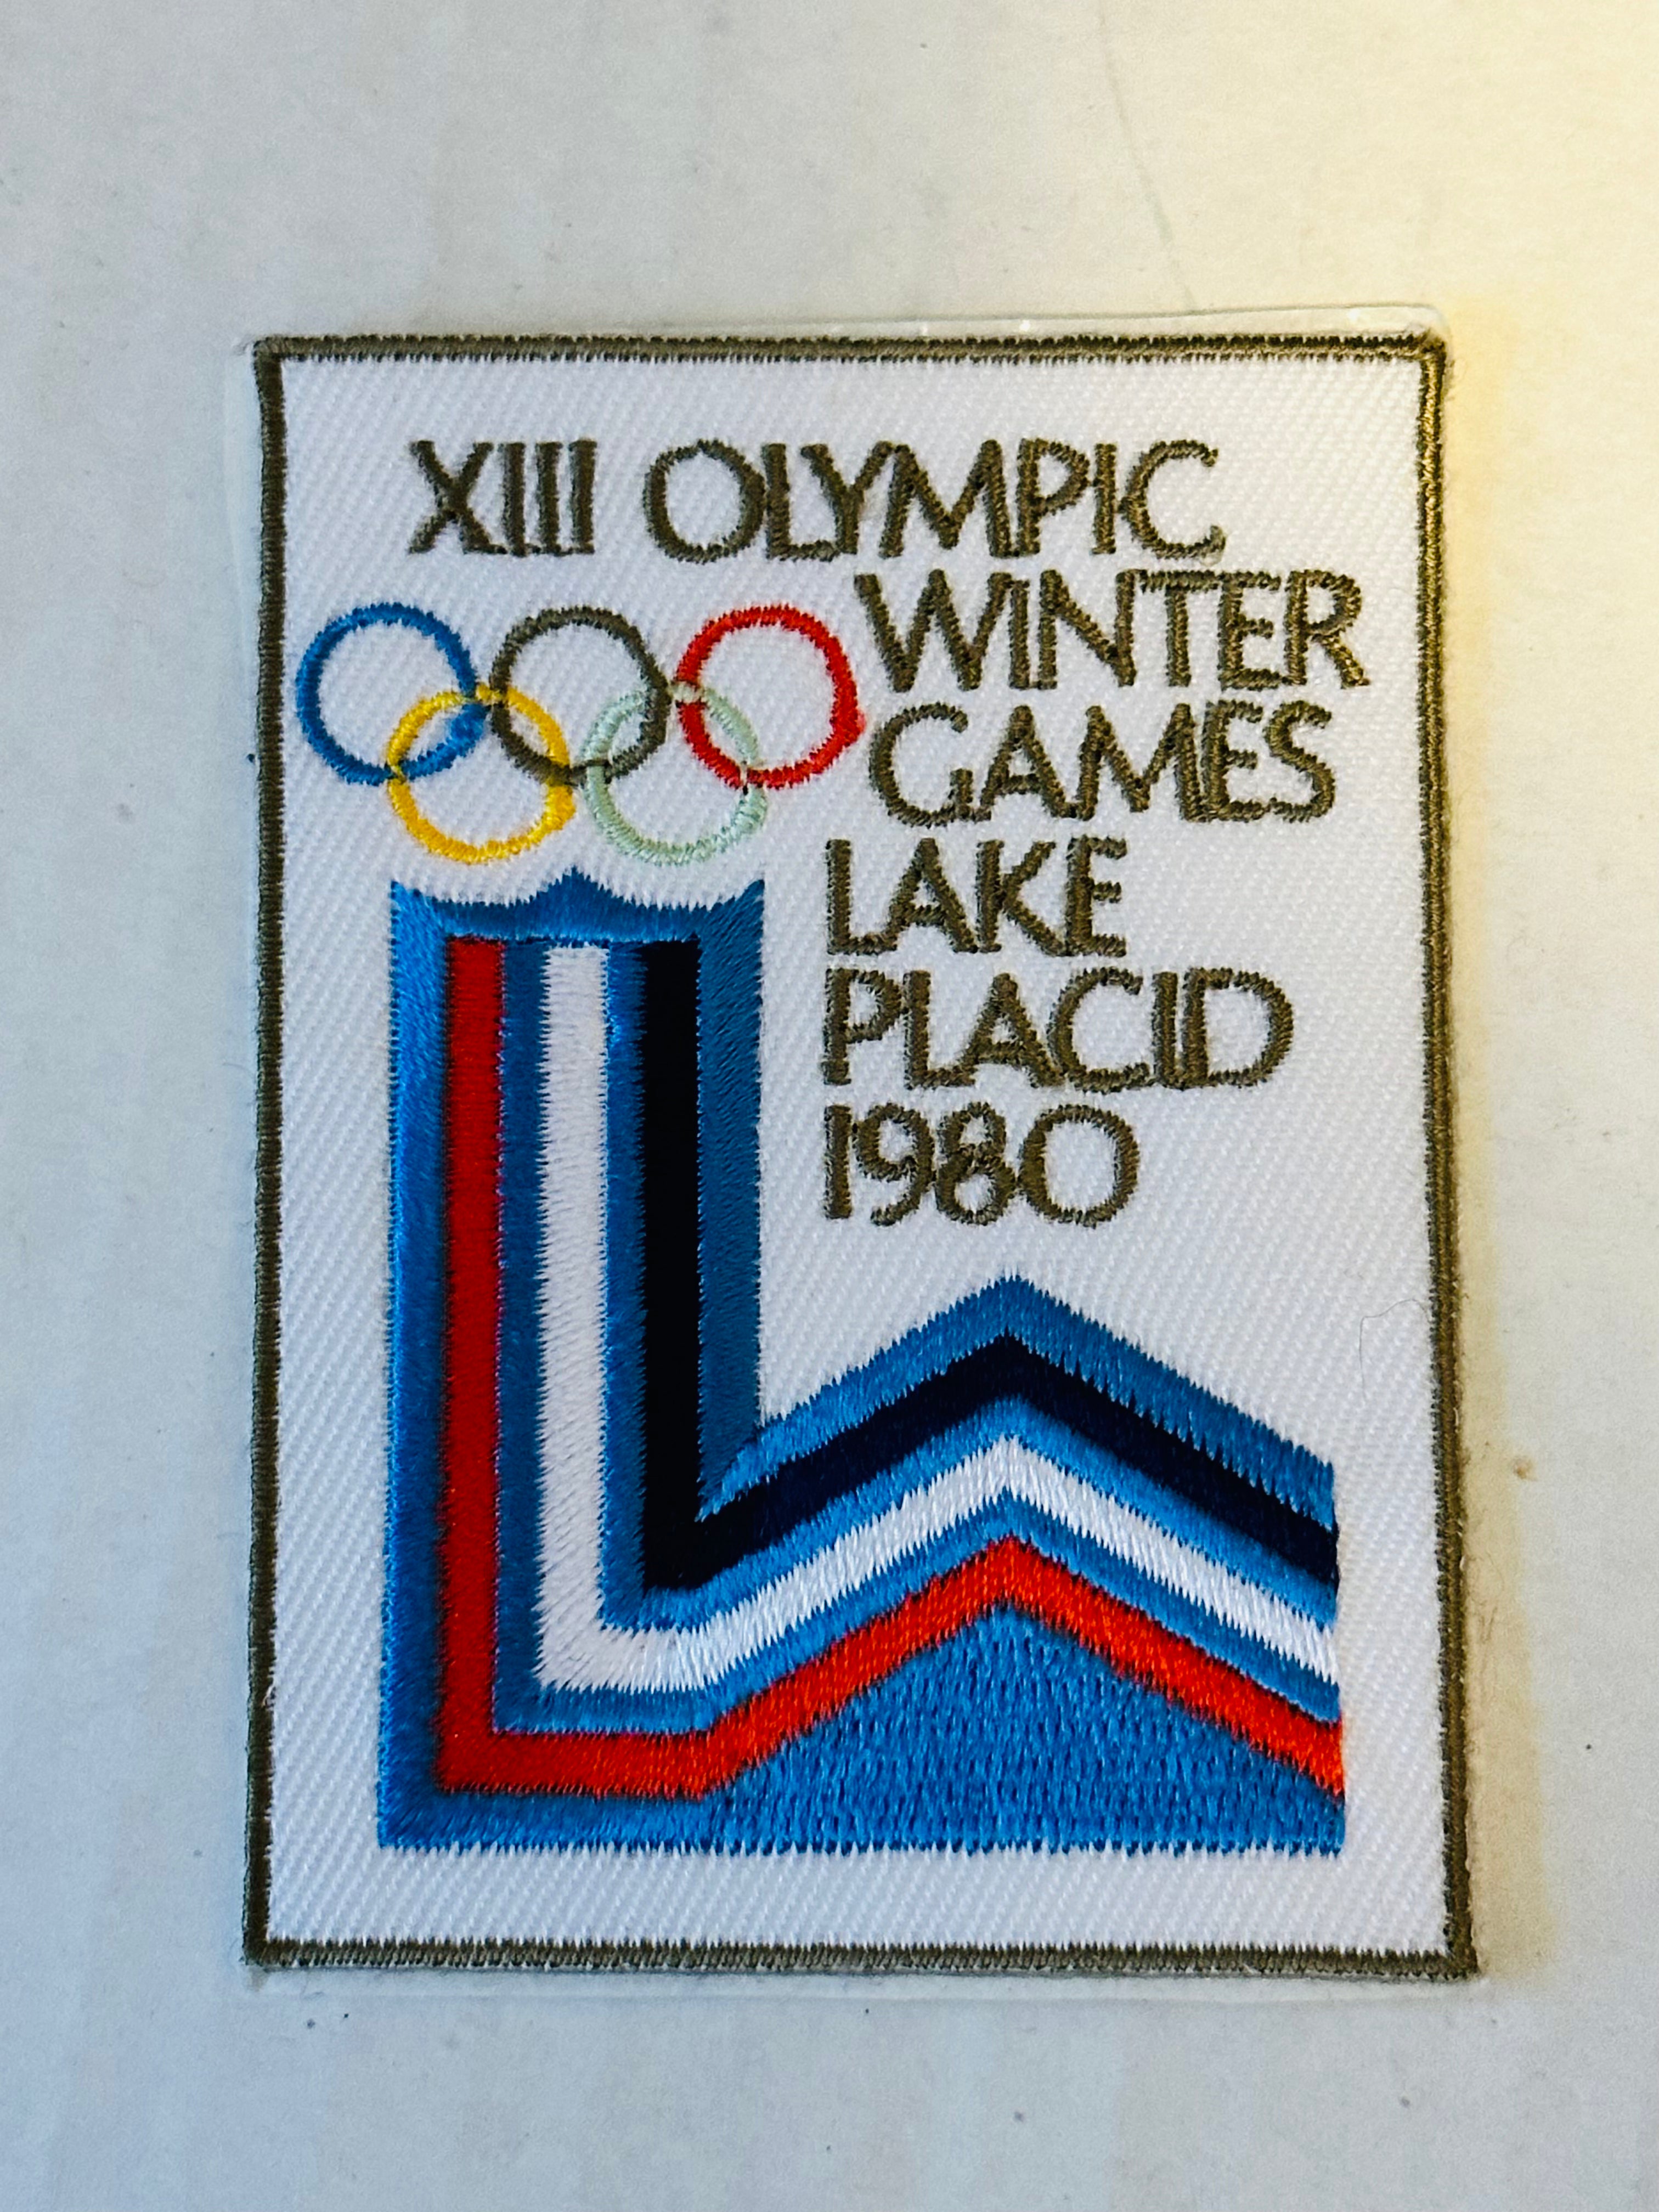 XIII OLYMPIC
WINTER
GAMES
LAKE
PLACID
1980